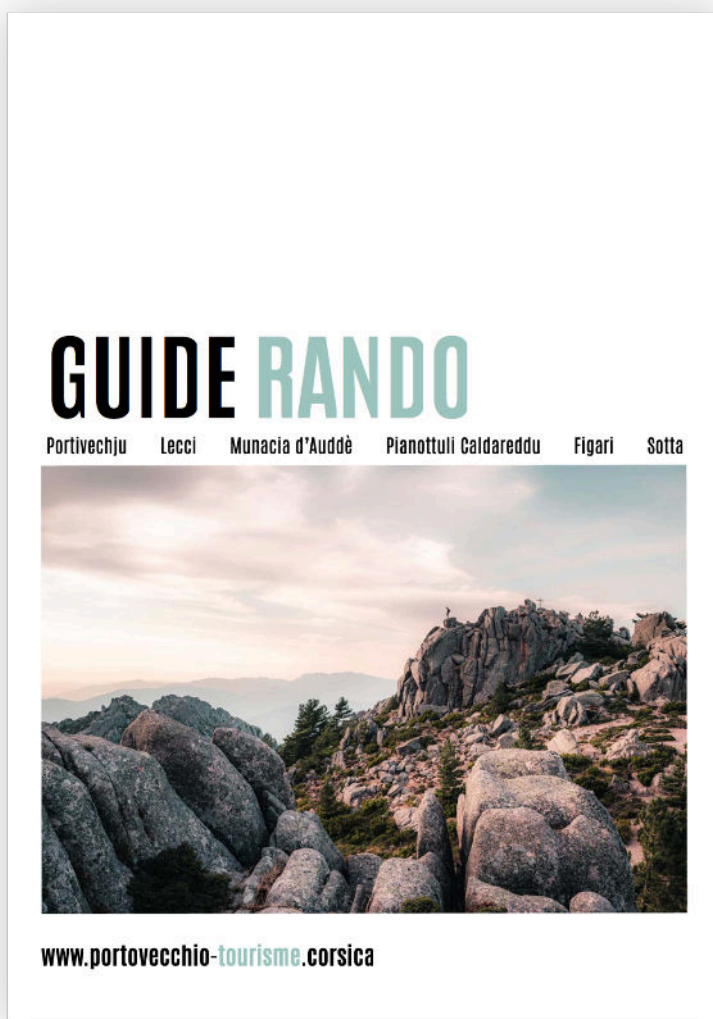 GUIDE RANDO
Portivechju Lecci Munacia d'Auddè Pianottuli Caldareddu Figari Sotta
www.portovecchio-tourisme.corsica